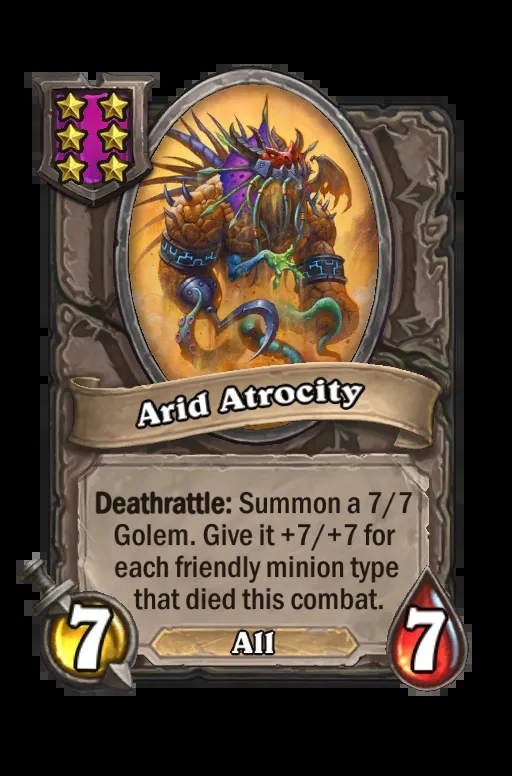 Arid Atrocity
Deathrattle: Summon a 7/7
Golem. Give it +7/+7 for
each friendly minion type
that died this combat.
7
All
7